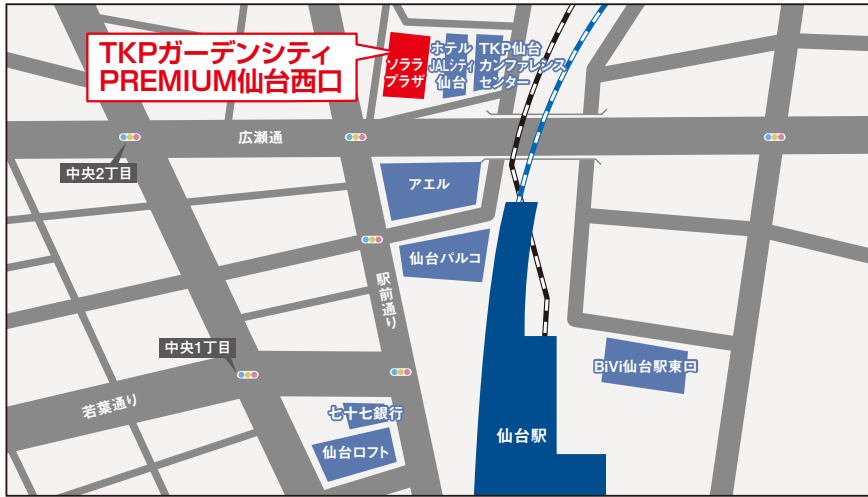 TKPガーデンシティ
PREMIUM仙台西口
ソララ
プラザ
ホテル
JALシティ
仙台
TKP仙台
カンファレンス
センター
広瀬通
中央2丁目
アエル
仙台パルコ
駅前通り
中央1丁目
BiVi仙台駅東口
若葉通り
七十七銀行
仙台ロフト
仙台駅